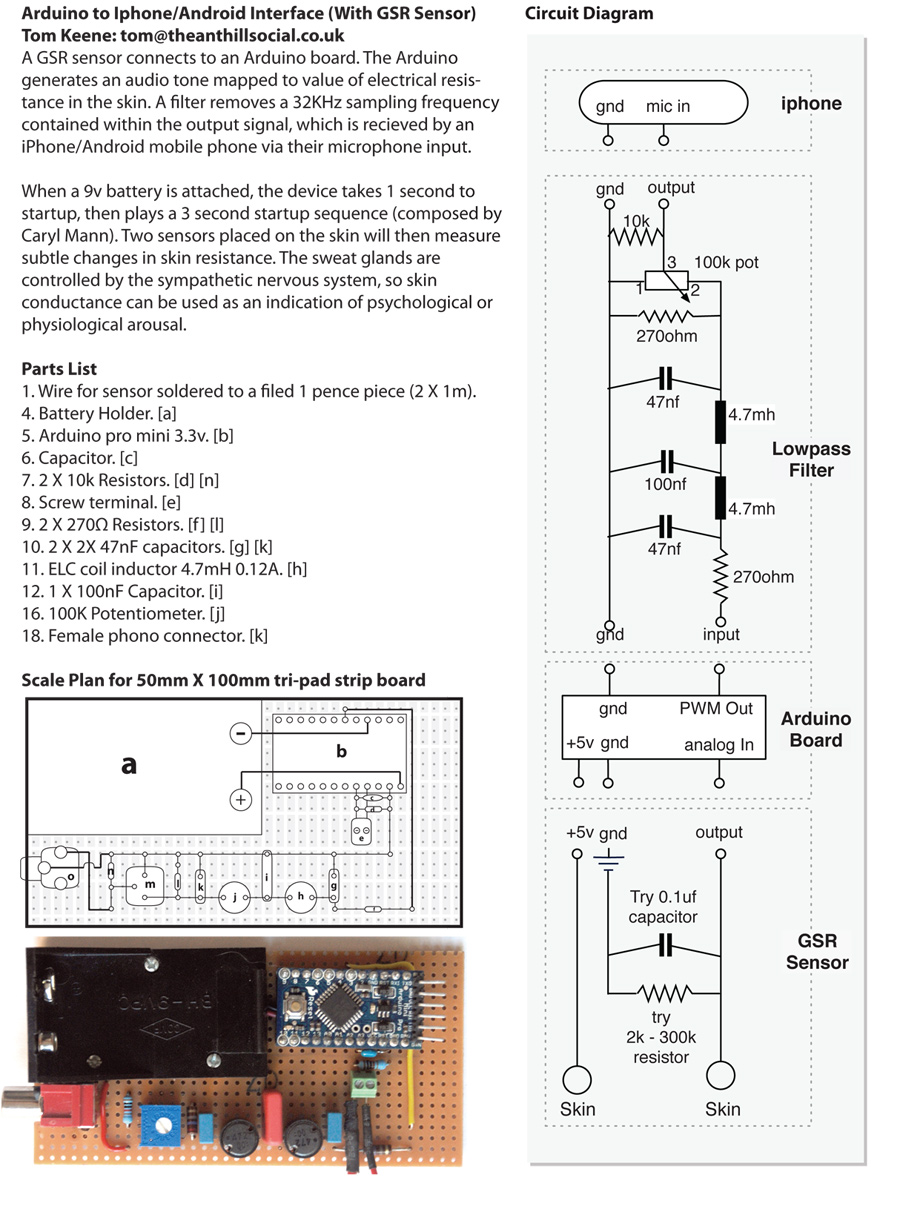 Arduino to Iphone/Android Interface (With GSR Sensor)
Tom Keene: tom@theanthillsocial.co.uk
A GSR sensor connects to an Arduino board. The Arduino
generates an audio tone mapped to value of electrical resis-
tance in the skin. A filter removes a 32KHz sampling frequency
contained within the output signal, which is recieved by an
iPhone/Android mobile phone via their microphone input.
When a 9v battery is attached, the device takes 1 second to
startup, then plays a 3 second startup sequence (composed by
Caryl Mann). Two sensors placed on the skin will then measure
subtle changes in skin resistance. The sweat glands are
controlled by the sympathetic nervous system, so skin
conductance can be used as an indication of psychological or
physiological arousal.
Parts List
1. Wire for sensor soldered to a filed 1 pence piece (2 X 1m).
4. Battery Holder. [a]
5. Arduino pro mini 3.3v. [b]
6. Capacitor. [c]
7. 2 X 10k Resistors. [d] [n]
8. Screw terminal. [e]
9. 2 X 270Ω Resistors. [f] [l]
10. 2 X 2X 47nF capacitors. [g] [k]
11. ELC coil inductor 4.7mH 0.12A. [h]
12. 1 X 100nF Capacitor. [i]
16. 100K Potentiometer. [j]
18. Female phono connector. [k]
Scale Plan for 50mm X 100mm tri-pad strip board
a
b
c
d
e
o
n
m
l
k
j
i
h
g
f
BH-9VPC
Reset
Arduino Pro
Circuit Diagram
gnd mic in
iphone
gnd output
10k
3
100k pot
1
2
270ohm
47nf
4.7mh
Lowpass
Filter
100nf
4.7mh
47nf
270ohm
gnd
input
gnd
PWM Out
+5v gnd
analog In
Arduino
Board
+5v gnd
output
Try 0.1uf
capacitor
GSR
Sensor
try
2k - 300k
resistor
Skin
Skin